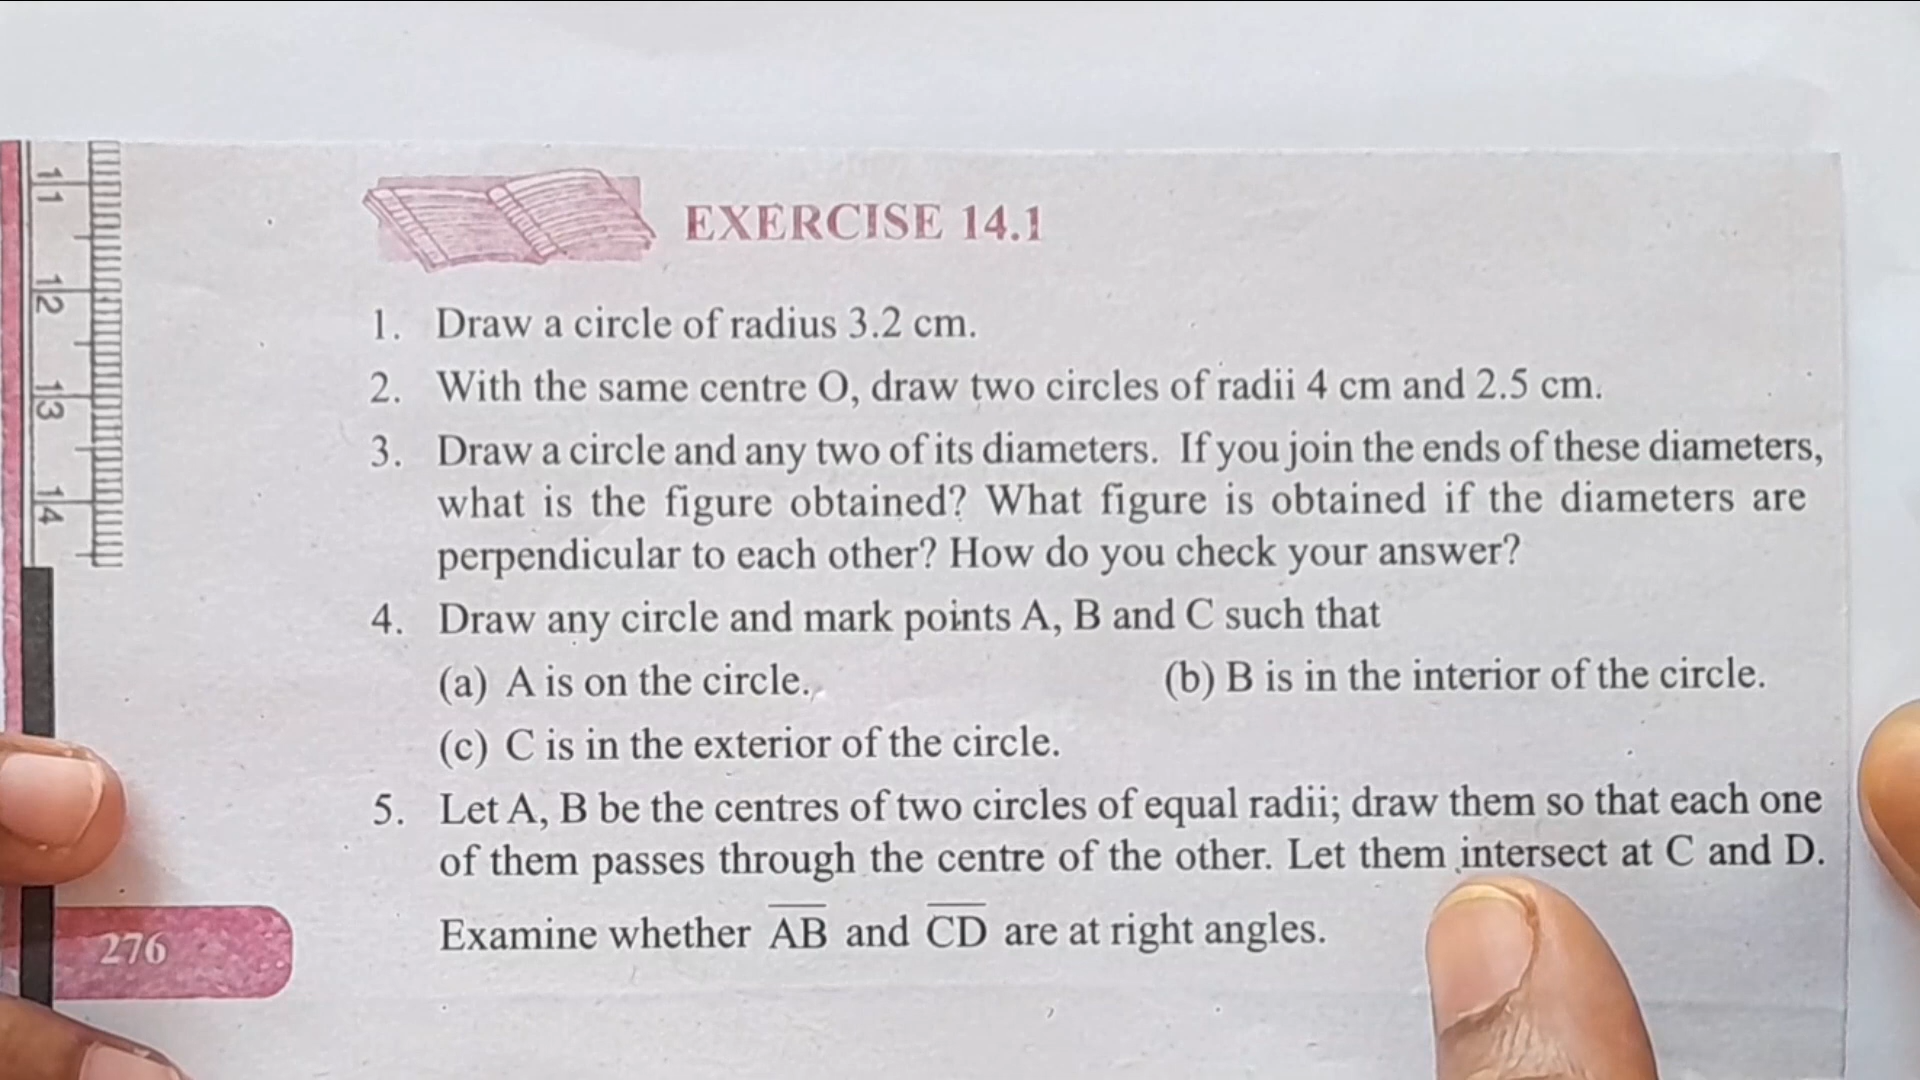 11
12
13
14
EXERCISE 14.1
1. Draw a circle of radius 3.2 cm.
2. With the same centre O, draw two circles of radii 4 cm and 2.5 cm.
3. Draw a circle and any two of its diameters. If you join the ends of these diameters,
what is the figure obtained? What figure is obtained if the diameters are
perpendicular to each other? How do you check your answer?
4. Draw any circle and mark points A, B and C such that
(a) A is on the circle. (b) B is in the interior of the circle.
(c) C is in the exterior of the circle.
5. Let A, B be the centres of two circles of equal radii; draw them so that each one
of them passes through the centre of the other. Let them intersect at C and D.
Examine whether A̅B̅ and C̅D̅ are at right angles.
276